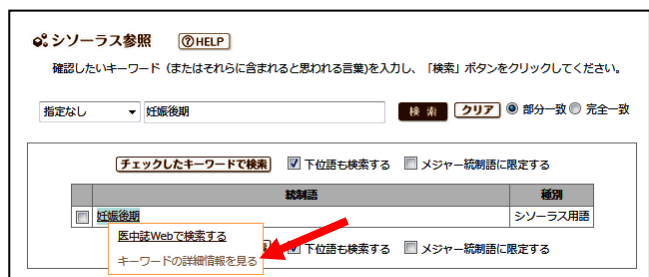 シソーラス参照 ?HELP
確認したいキーワード（またはそれらに含まれると思われる言葉)を入力し、「検索」ボタンをクリックしてください。
指定なし 妊娠後期 検索 クリア 部分一致 完全一致
チェックしたキーワードで検索 下位語も検索する メジャー統制語に限定する
統制語 種別
妊娠後期 シソーラス用語
医中誌Webで検索する
下位語も検索する メジャー統制語に限定する
キーワードの詳細情報を見る